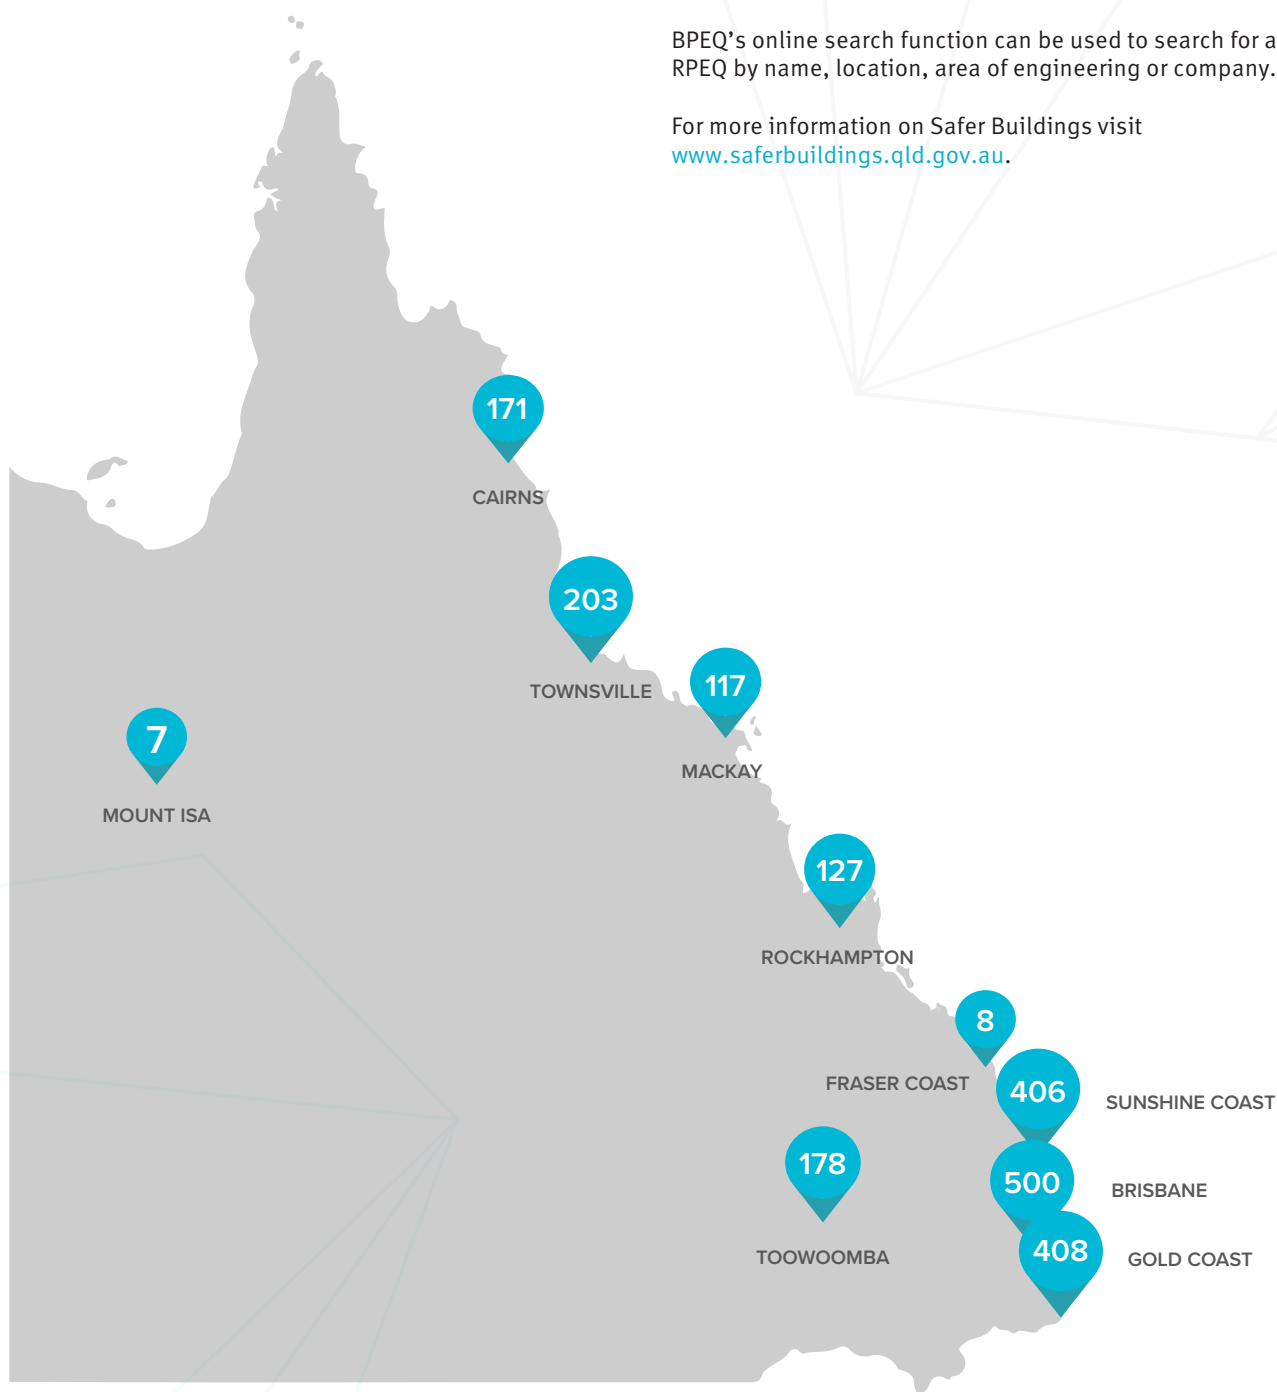 BPEQ’s online search function can be used to search for a
RPEQ by name, location, area of engineering or company.
For more information on Safer Buildings visit
www.saferbuildings.qld.gov.au.
171
CAIRNS
203
TOWNSVILLE
117
MACKAY
7
MOUNT ISA
127
ROCKHAMPTON
8
FRASER COAST
406
SUNSHINE COAST
178
TOOWOOMBA
500
BRISBANE
408
GOLD COAST